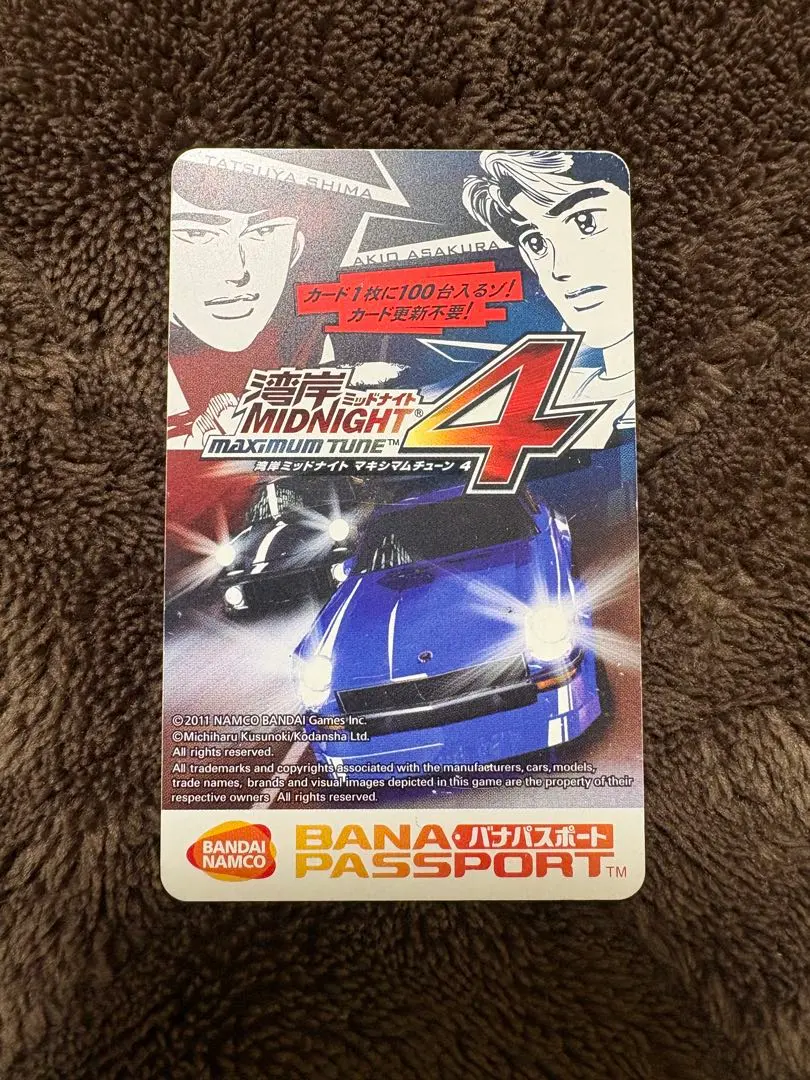 TATSUYA SHIMA
AKIO ASAKURA
カード1枚に100台入るゾ!
カード更新不要!
湾岸ミッドナイト
MIDNIGHT®
MAXIMUM TUNE™ 4
湾岸ミッドナイト マキシマムチューン 4
©2011 NAMCO BANDAI Games Inc.
©Michiharu Kusunoki/Kodansha Ltd.
All rights reserved.
All trademarks and copyrights associated with the manufacturers, cars, models,
trade names, brands and visual images depicted in this game are the property of their
respective owners All rights reserved.
BANDAI
NAMCO
BANA バナパスポート
PASSPORT™